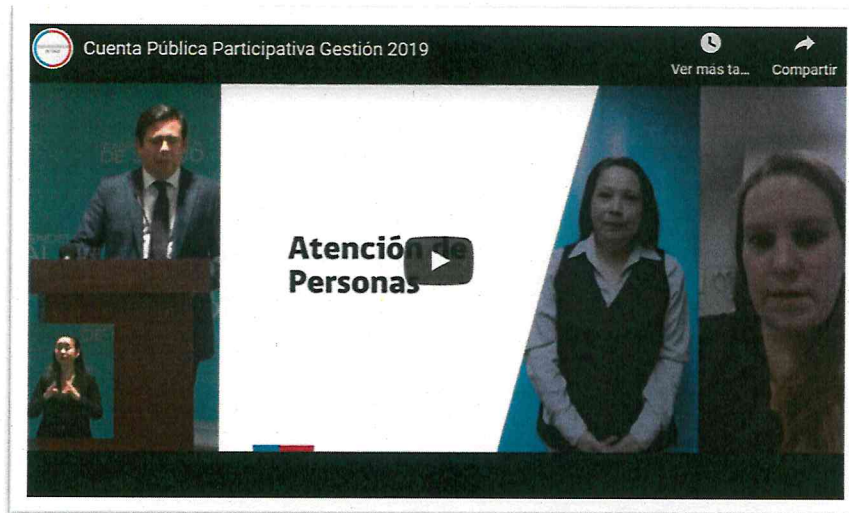 Cuenta Pública Participativa Gestión 2019
Ver más ta...
Compartir
Atención de
Personas